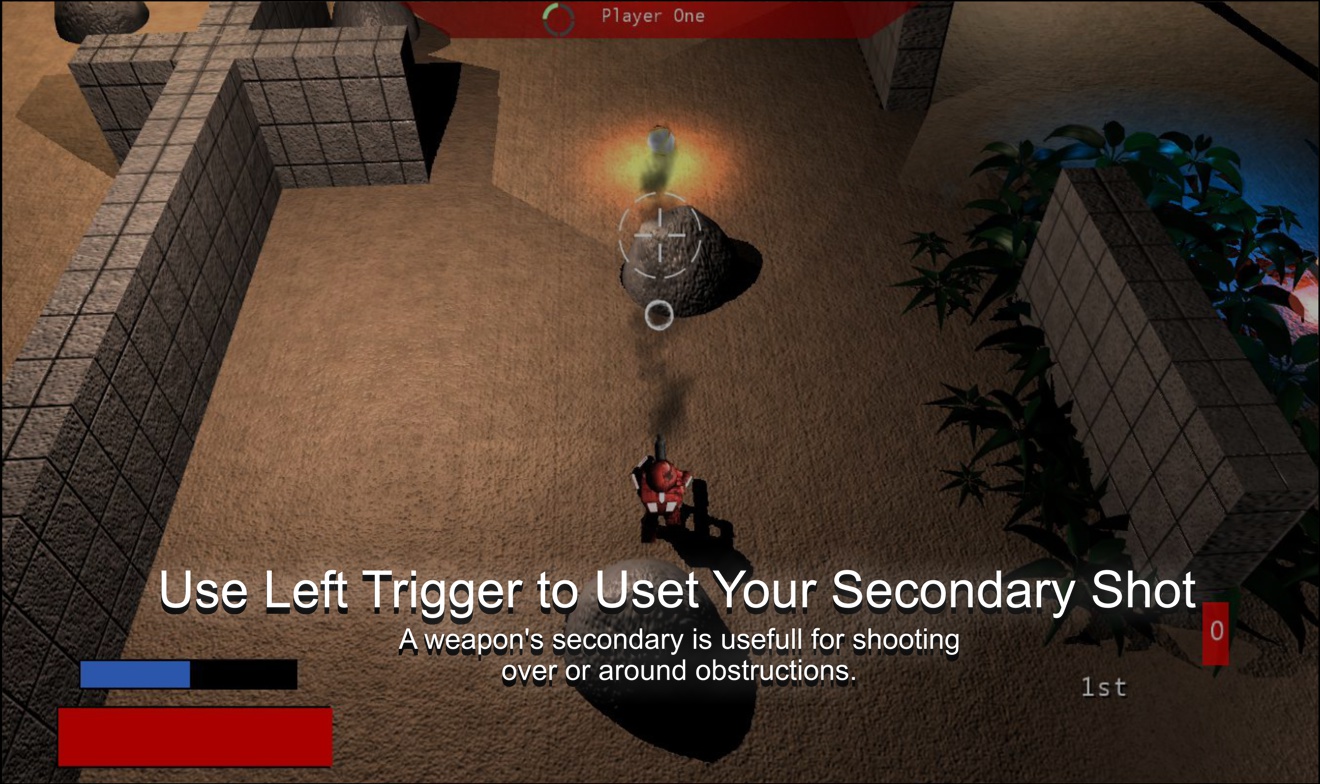 Player One
Use Left Trigger to Uset Your Secondary Shot
A weapon's secondary is usefull for shooting
over or around obstructions.
0
1st